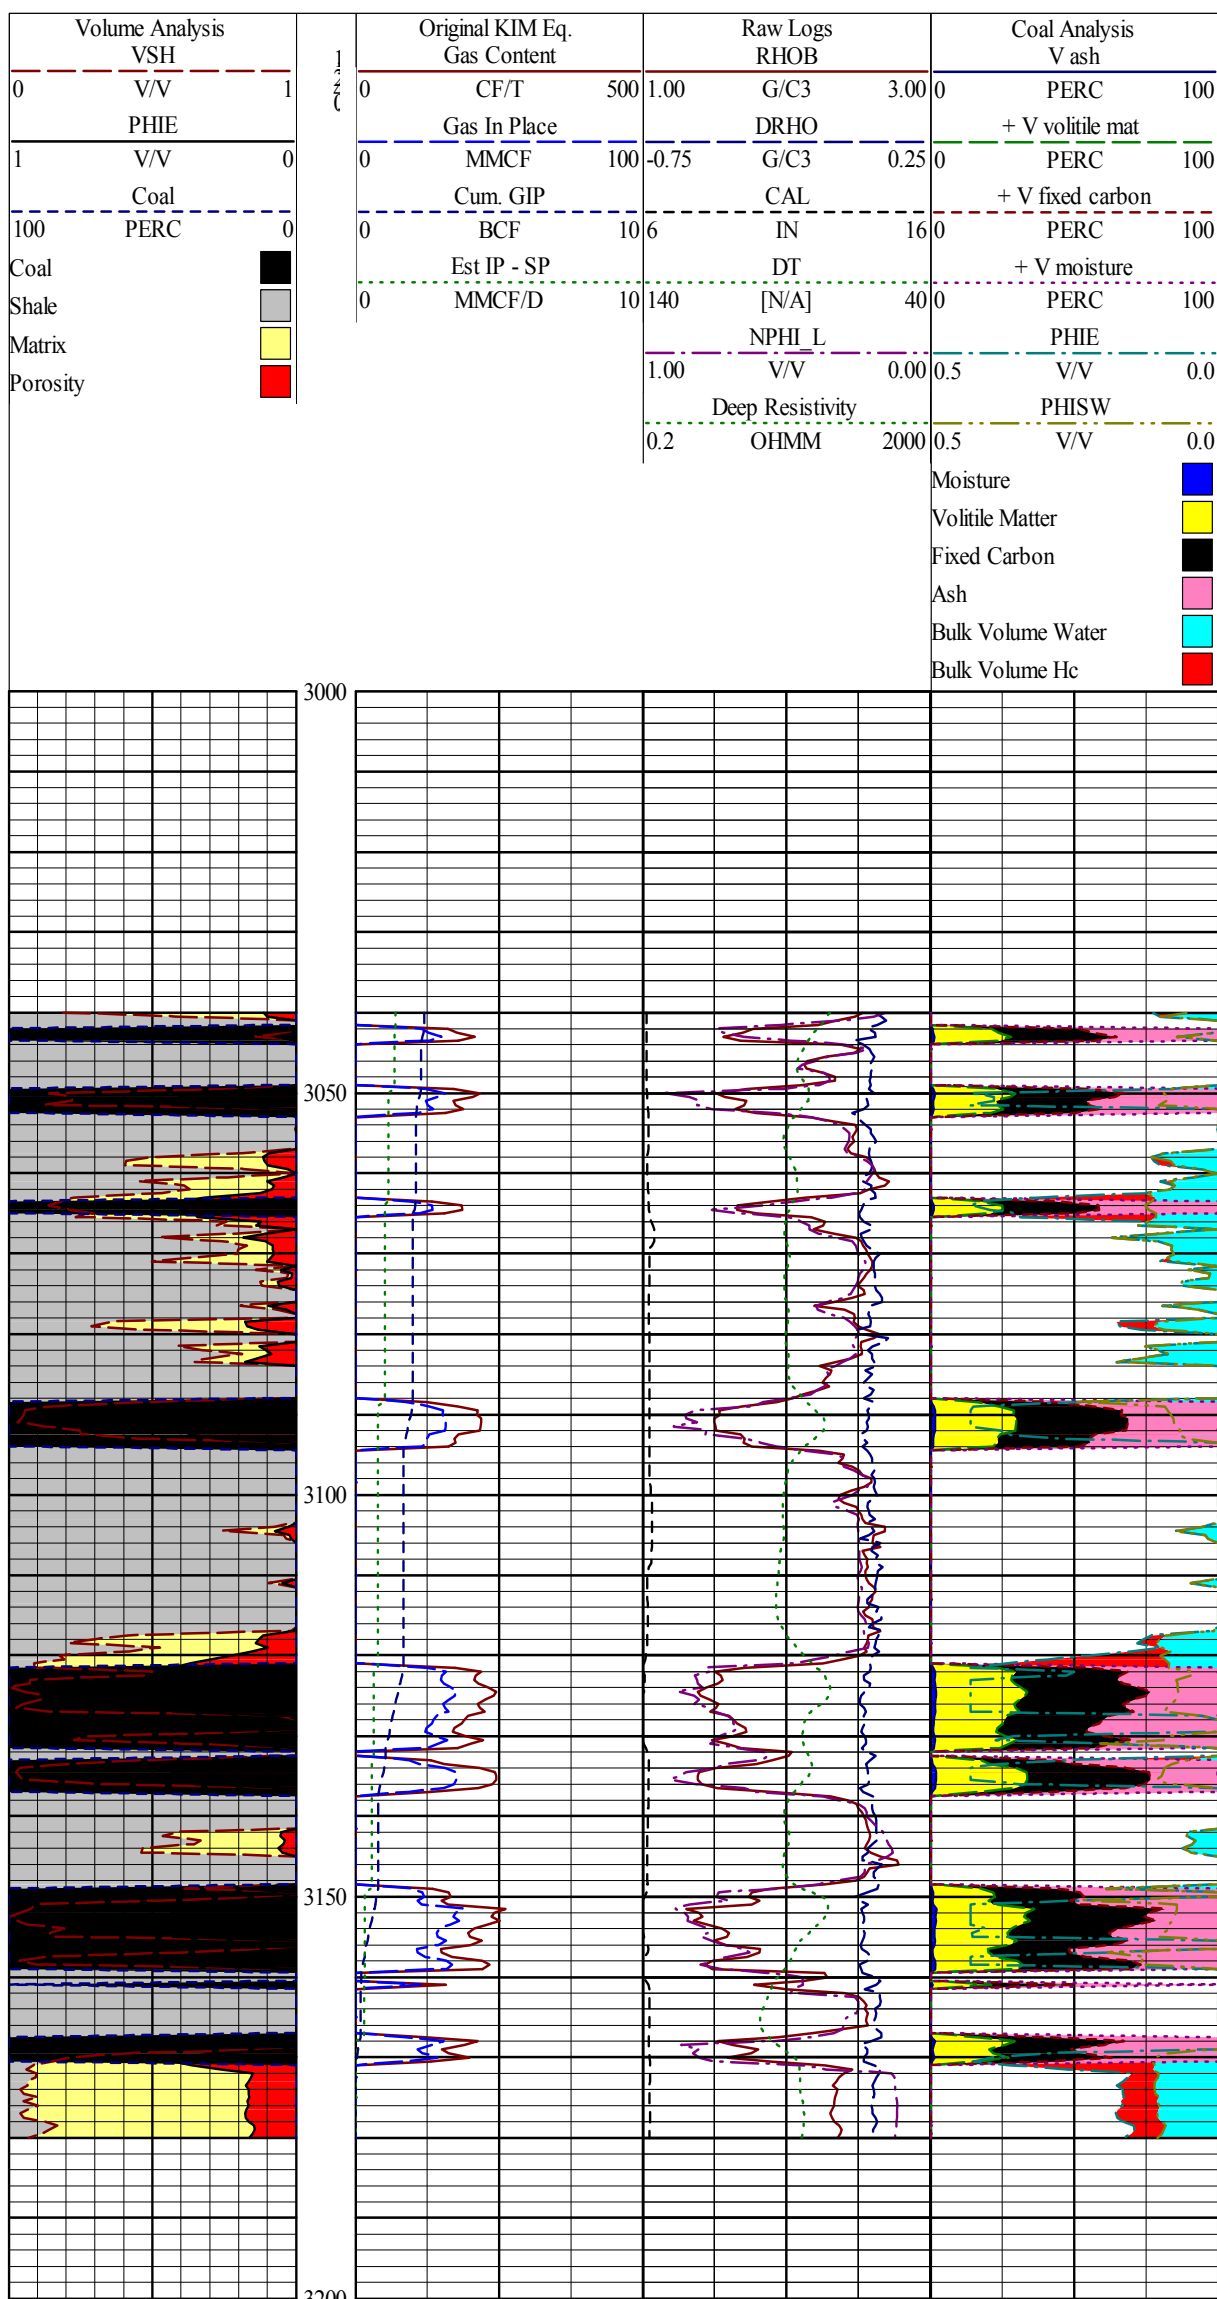 Volume Analysis
VSH
0 V/V 1
PHIE
1 V/V 0
Coal
100 PERC 0
Coal
Shale
Matrix
Porosity
Original KIM Eq.
Gas Content
0 CF/T 500
Gas In Place
0 MMCF 100
Cum. GIP
0 BCF 10
Est IP - SP
0 MMCF/D 10
Raw Logs
RHOB
1.00 G/C3 3.00
DRHO
-0.75 G/C3 0.25
CAL
6 IN 16
DT
140 [N/A] 40
NPHI_L
1.00 V/V 0.00
Deep Resistivity
0.2 OHMM 2000
Coal Analysis
V ash
0 PERC 100
+ V volitile mat
0 PERC 100
+ V fixed carbon
0 PERC 100
+ V moisture
0 PERC 100
PHIE
0.5 V/V 0.0
PHISW
0.5 V/V 0.0
Moisture
Volitile Matter
Fixed Carbon
Ash
Bulk Volume Water
Bulk Volume Hc
3000
3050
3100
3150
3200